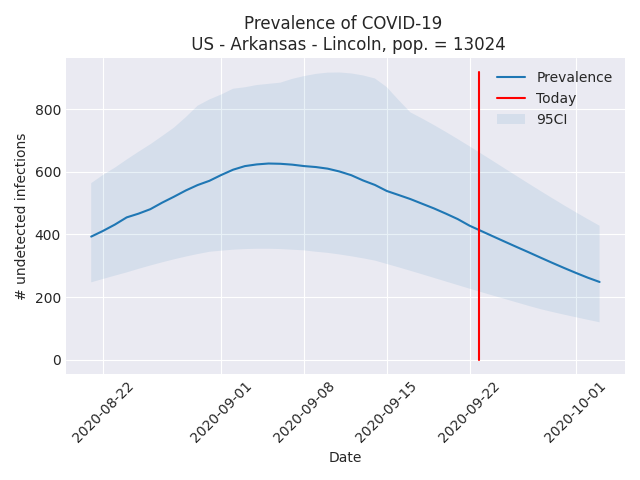 Prevalence of COVID-19
US - Arkansas - Lincoln, pop. = 13024
Prevalence
Today
95CI
# undetected infections
800
600
400
200
0
2020-08-22
2020-09-01
2020-09-08
2020-09-15
2020-09-22
2020-10-01
Date